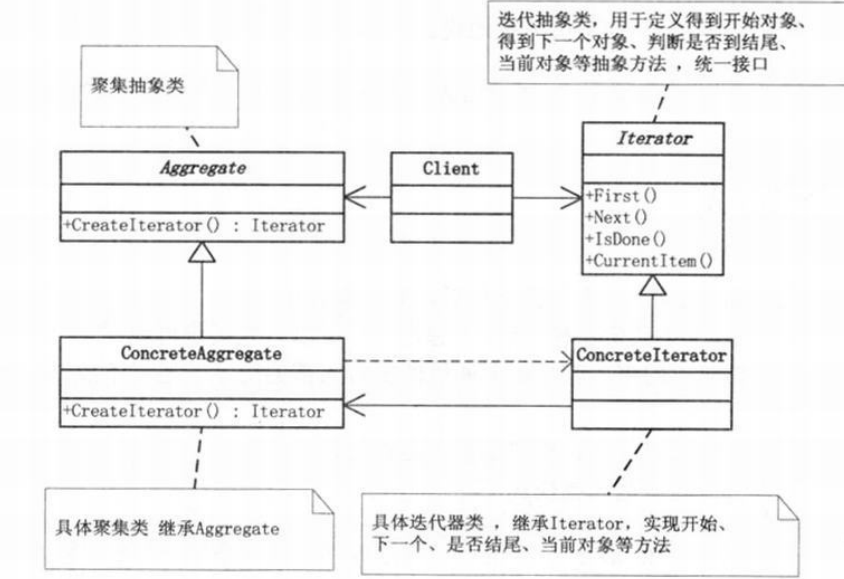 迭代抽象类，用于定义得到开始对象、
得到下一个对象、判断是否到结尾、
当前对象等抽象方法 ，统一接口
聚集抽象类
Aggregate
+CreateIterator() : Iterator
Client
Iterator
+First()
+Next()
+IsDone()
+CurrentItem()
ConcreteAggregate
+CreateIterator() : Iterator
ConcreteIterator
具体聚集类 继承Aggregate
具体迭代器类 ，继承Iterator，实现开始、
下一个、是否结尾、当前对象等方法